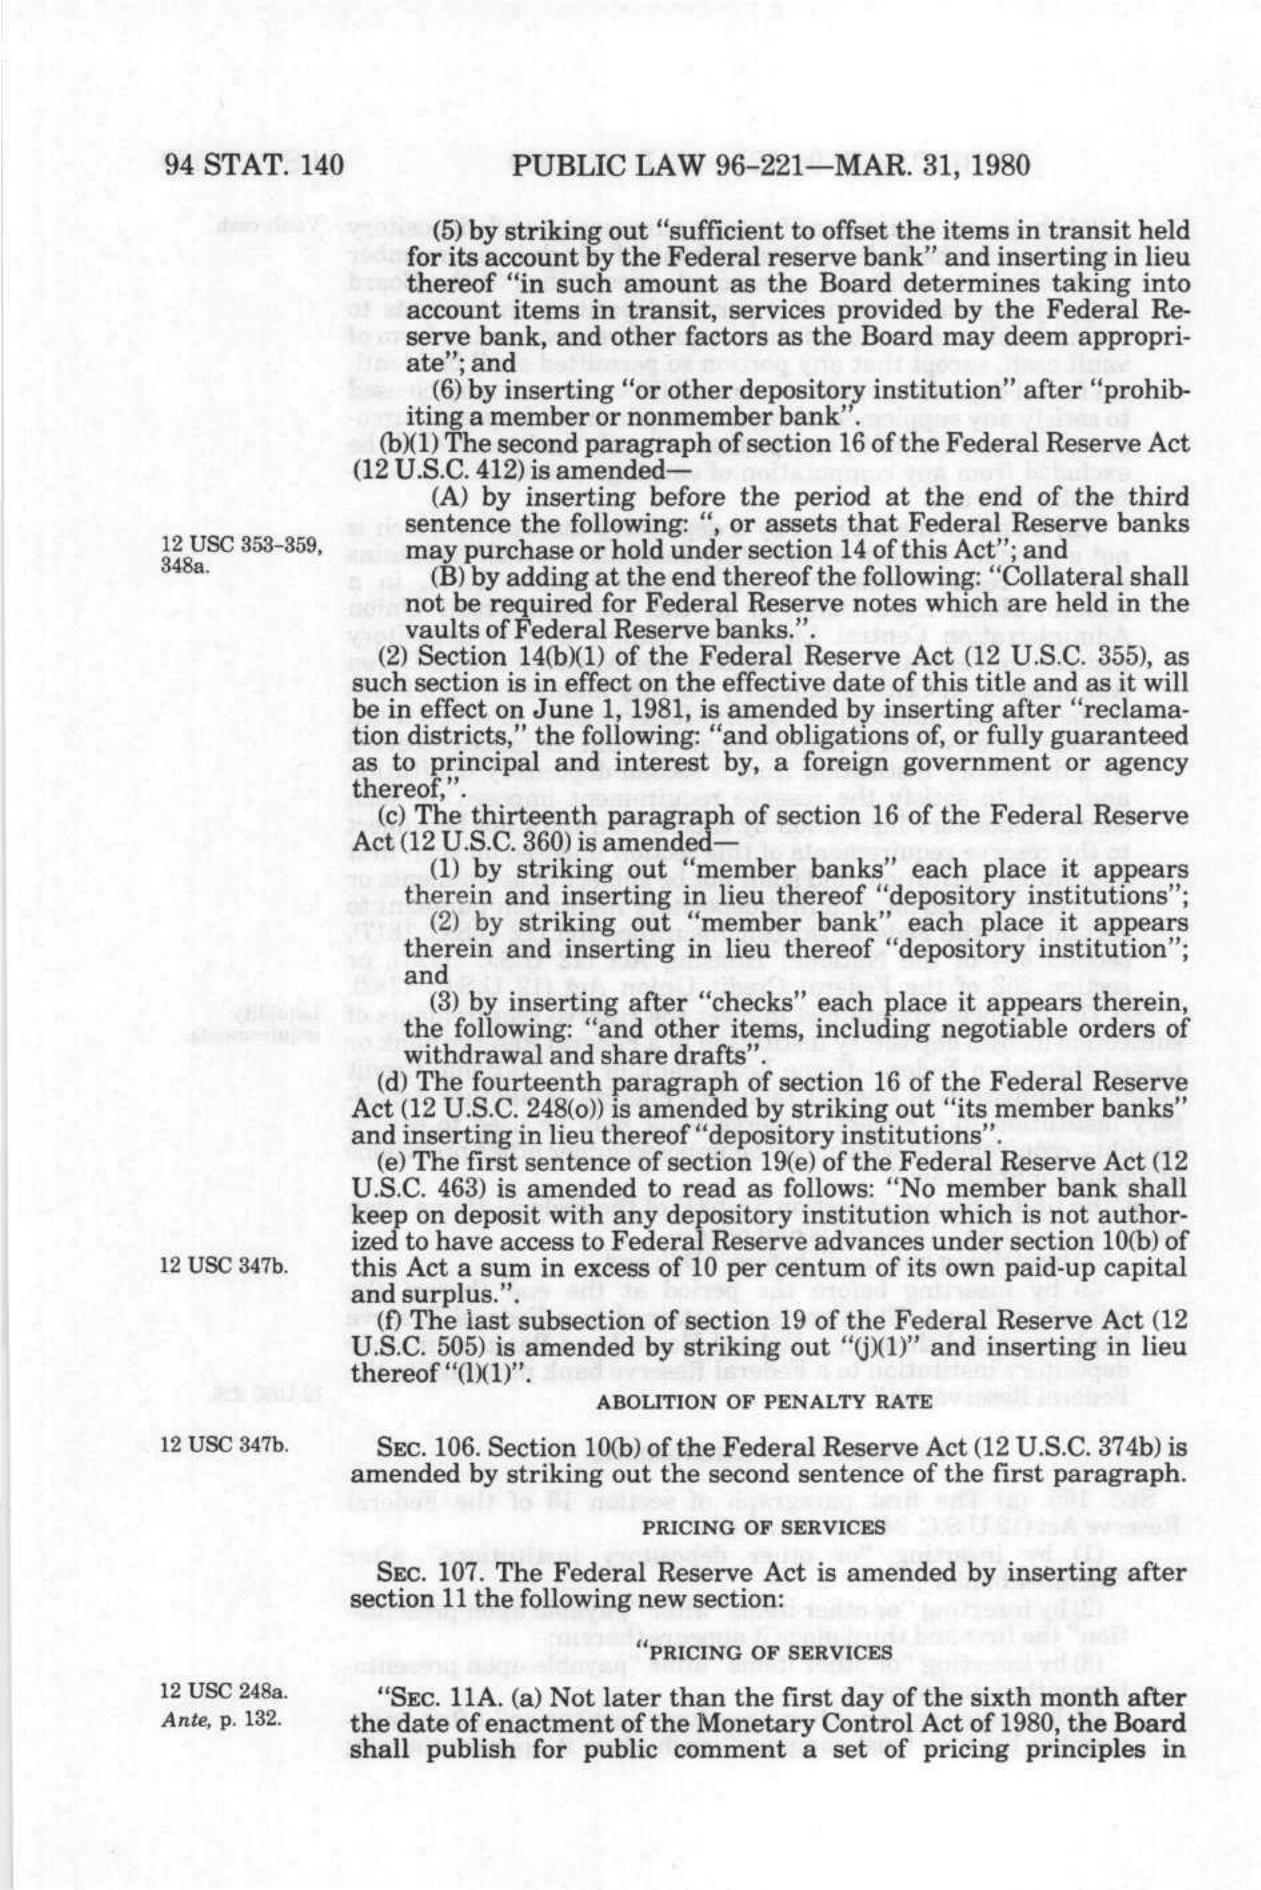 94 STAT. 140
PUBLIC LAW 96-221—MAR. 31, 1980
(5) by striking out “sufficient to offset the items in transit held
for its account by the Federal reserve bank” and inserting in lieu
thereof “in such amount as the Board determines taking into
account items in transit, services provided by the Federal Re-
serve bank, and other factors as the Board may deem appropri-
ate”; and
(6) by inserting “or other depository institution” after “prohib-
iting a member or nonmember bank”.
(b)(1) The second paragraph of section 16 of the Federal Reserve Act
(12 U.S.C. 412) is amended—
(A) by inserting before the period at the end of the third
sentence the following: “, or assets that Federal Reserve banks
12 USC 353-359,
348a.
may purchase or hold under section 14 of this Act”; and
(B) by adding at the end thereof the following: “Collateral shall
not be required for Federal Reserve notes which are held in the
vaults of Federal Reserve banks.”.
(2) Section 14(b)(1) of the Federal Reserve Act (12 U.S.C. 355), as
such section is in effect on the effective date of this title and as it will
be in effect on June 1, 1981, is amended by inserting after “reclama-
tion districts,” the following: “and obligations of, or fully guaranteed
as to principal and interest by, a foreign government or agency
thereof,”.
(c) The thirteenth paragraph of section 16 of the Federal Reserve
Act (12 U.S.C. 360) is amended—
(1) by striking out “member banks” each place it appears
therein and inserting in lieu thereof “depository institutions”;
(2) by striking out “member bank” each place it appears
therein and inserting in lieu thereof “depository institution”;
and
(3) by inserting after “checks” each place it appears therein,
the following: “and other items, including negotiable orders of
withdrawal and share drafts”.
(d) The fourteenth paragraph of section 16 of the Federal Reserve
Act (12 U.S.C. 248(o)) is amended by striking out “its member banks”
and inserting in lieu thereof “depository institutions”.
(e) The first sentence of section 19(e) of the Federal Reserve Act (12
U.S.C. 463) is amended to read as follows: “No member bank shall
keep on deposit with any depository institution which is not author-
ized to have access to Federal Reserve advances under section 10(b) of
12 USC 347b.
this Act a sum in excess of 10 per centum of its own paid-up capital
and surplus.”.
(f) The last subsection of section 19 of the Federal Reserve Act (12
U.S.C. 505) is amended by striking out “(j)(1)” and inserting in lieu
thereof “(l)(1)”.
ABOLITION OF PENALTY RATE
12 USC 347b.
SEC. 106. Section 10(b) of the Federal Reserve Act (12 U.S.C. 374b) is
amended by striking out the second sentence of the first paragraph.
PRICING OF SERVICES
SEC. 107. The Federal Reserve Act is amended by inserting after
section 11 the following new section:
“PRICING OF SERVICES
12 USC 248a.
Ante, p. 132.
“SEC. 11A. (a) Not later than the first day of the sixth month after
the date of enactment of the Monetary Control Act of 1980, the Board
shall publish for public comment a set of pricing principles in